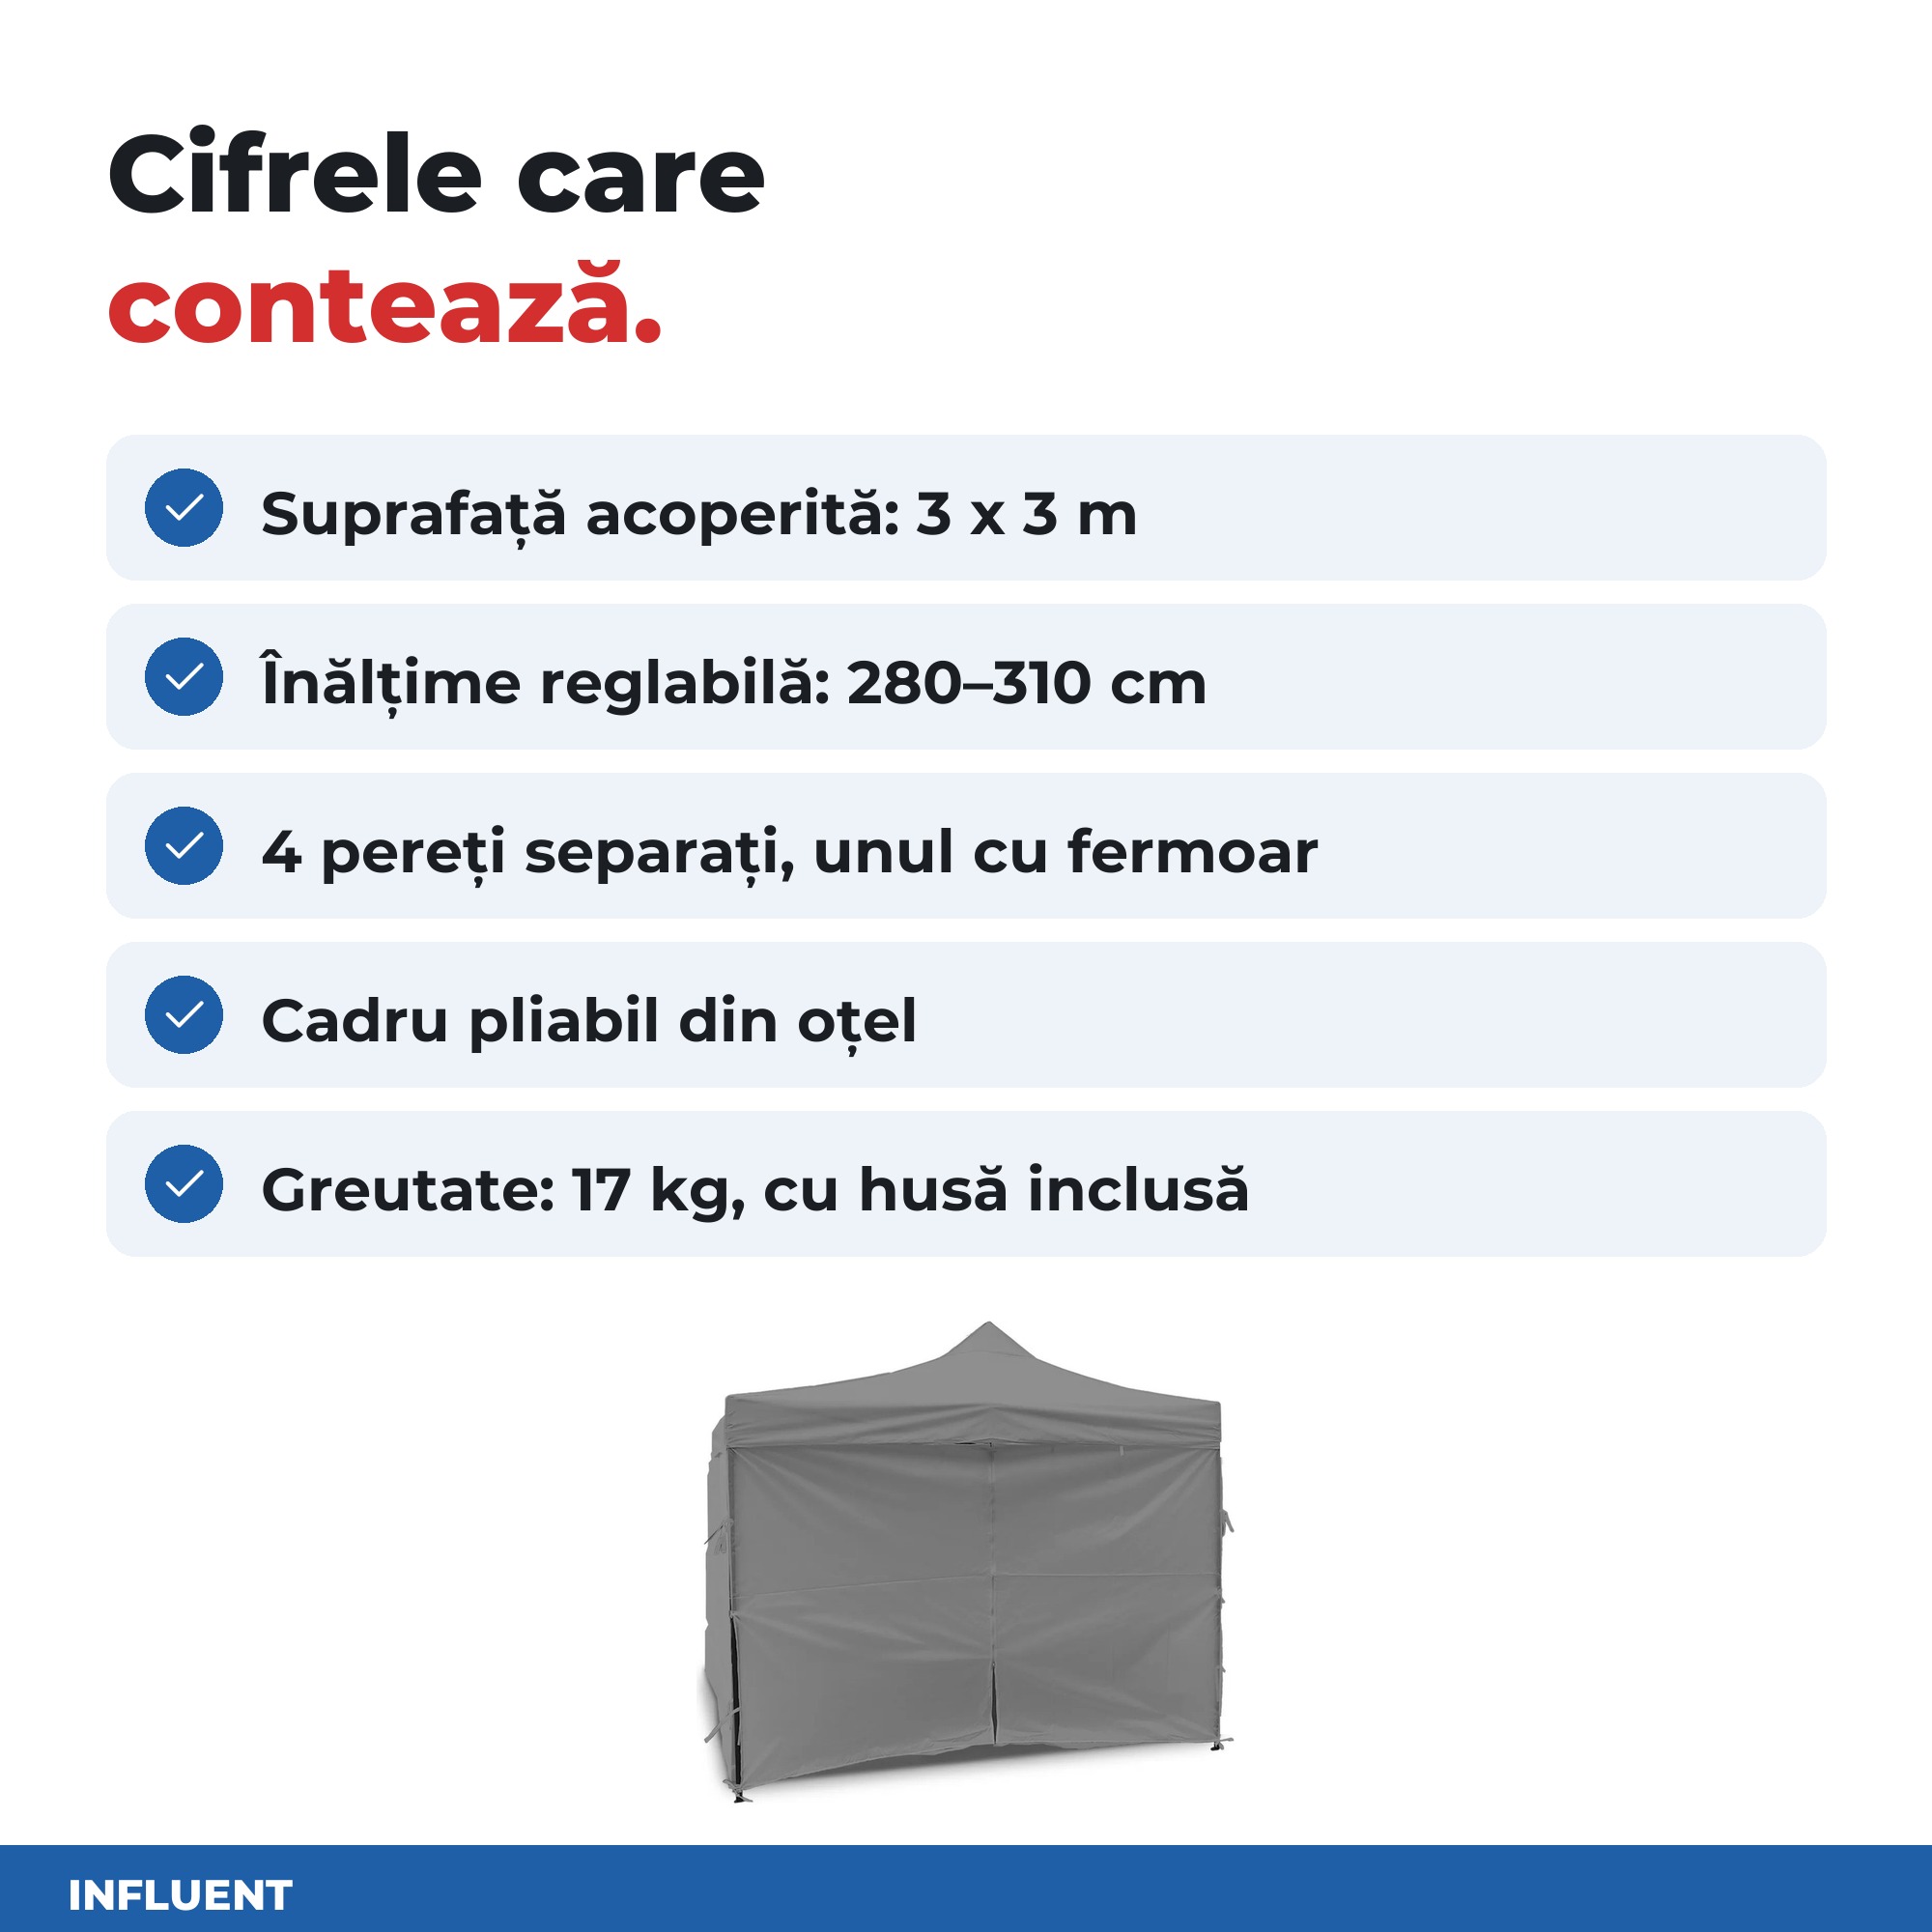 Cifrele care
contează.
Suprafață acoperită: 3 x 3 m
Înălțime reglabilă: 280–310 cm
4 pereți separați, unul cu fermoar
Cadru pliabil din oțel
Greutate: 17 kg, cu husă inclusă
INFLUENT